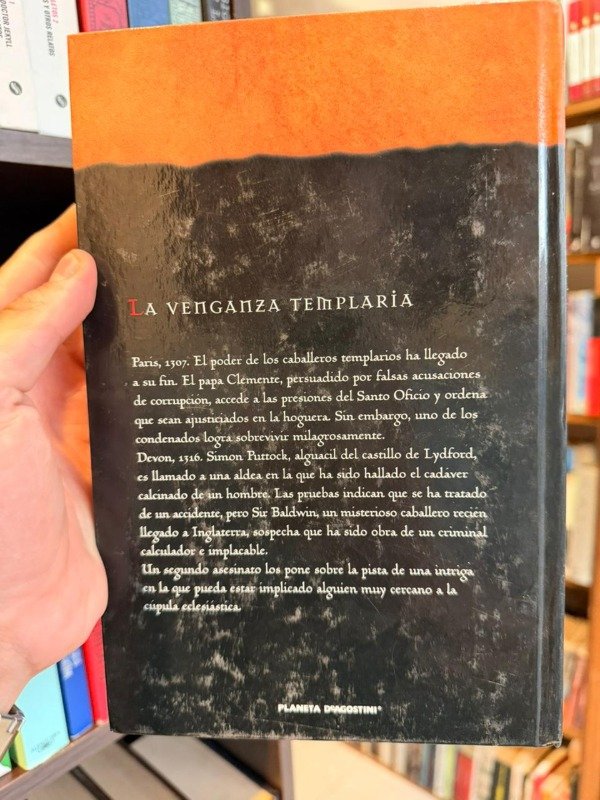 DOCTOR JEKYLL
Y OTROS RELATOS
LA VENGANZA TEMPLARIA
Paris, 1307. El poder de los caballeros templarios ha llegado
a su fin. El papa Clemente, persuadido por falsas acusaciones
de corrupción, accede a las presiones del Santo Oficio y ordena
que sean ajusticiados en la hoguera. Sin embargo, uno de los
condenados logra sobrevivir milagrosamente.
Devon, 1316. Simon Puttock, alguacil del castillo de Lydford,
es llamado a una aldea en la que ha sido hallado el cadáver
calcinado de un hombre. Las pruebas indican que se ha tratado
de un accidente, pero Sir Baldwin, un misterioso caballero recién
llegado a Inglaterra, sospecha que ha sido obra de un criminal
calculador e implacable.
Un segundo asesinato los pone sobre la pista de una intriga
en la que pueda estar implicado alguien muy cercano a la
cúpula eclesiástica.
PLANETA DEAGOSTINI®